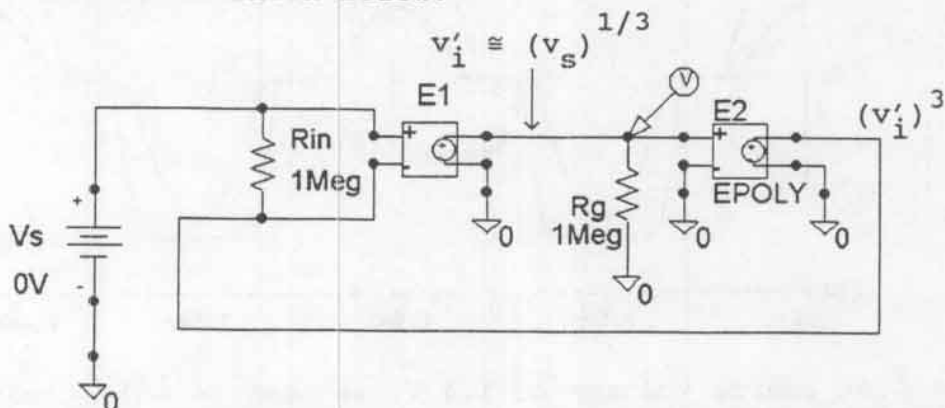 v'i ≅ (vs)^1/3
E1
V
E2
(v'i)^3
+
-
Rin
1Meg
+
-
EPOLY
+
Vs
0V
-
Rg
1Meg
0
0
0
0
0